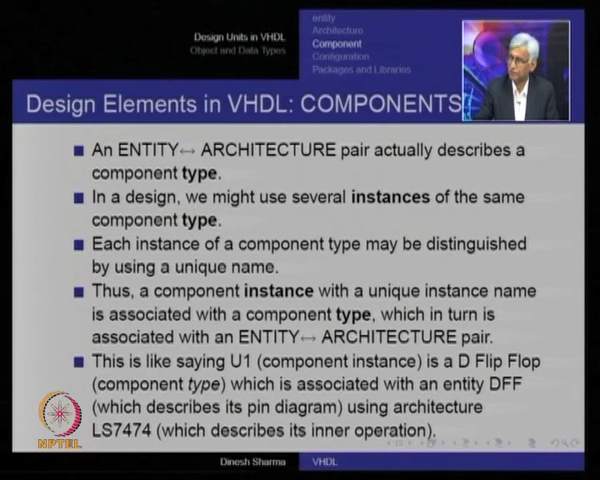 Design Units in VHDL
Object and Data Types
entity
Architecture
Component
Configuration
Packages and Libraries
Design Elements in VHDL: COMPONENTS
An ENTITY↔ ARCHITECTURE pair actually describes a
component type.
In a design, we might use several instances of the same
component type.
Each instance of a component type may be distinguished
by using a unique name.
Thus, a component instance with a unique instance name
is associated with a component type, which in turn is
associated with an ENTITY↔ ARCHITECTURE pair.
This is like saying U1 (component instance) is a D Flip Flop
(component type) which is associated with an entity DFF
(which describes its pin diagram) using architecture
LS7474 (which describes its inner operation).
NPTEL
Dinesh Sharma
VHDL